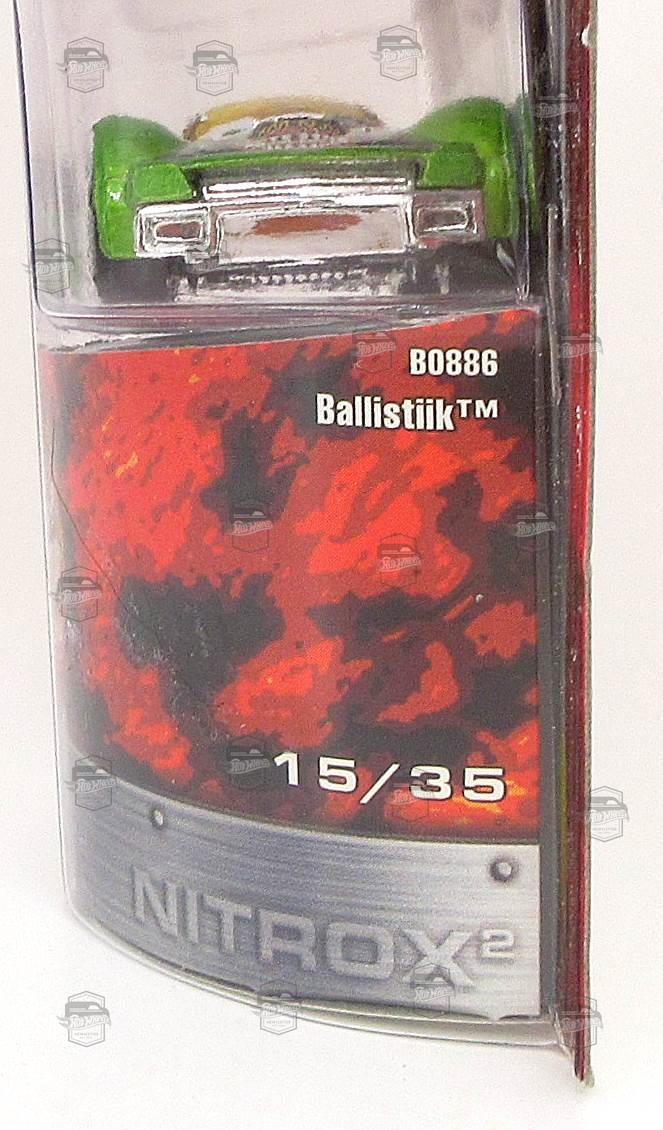 B0886
Ballistiik™
15/35
NITROX²